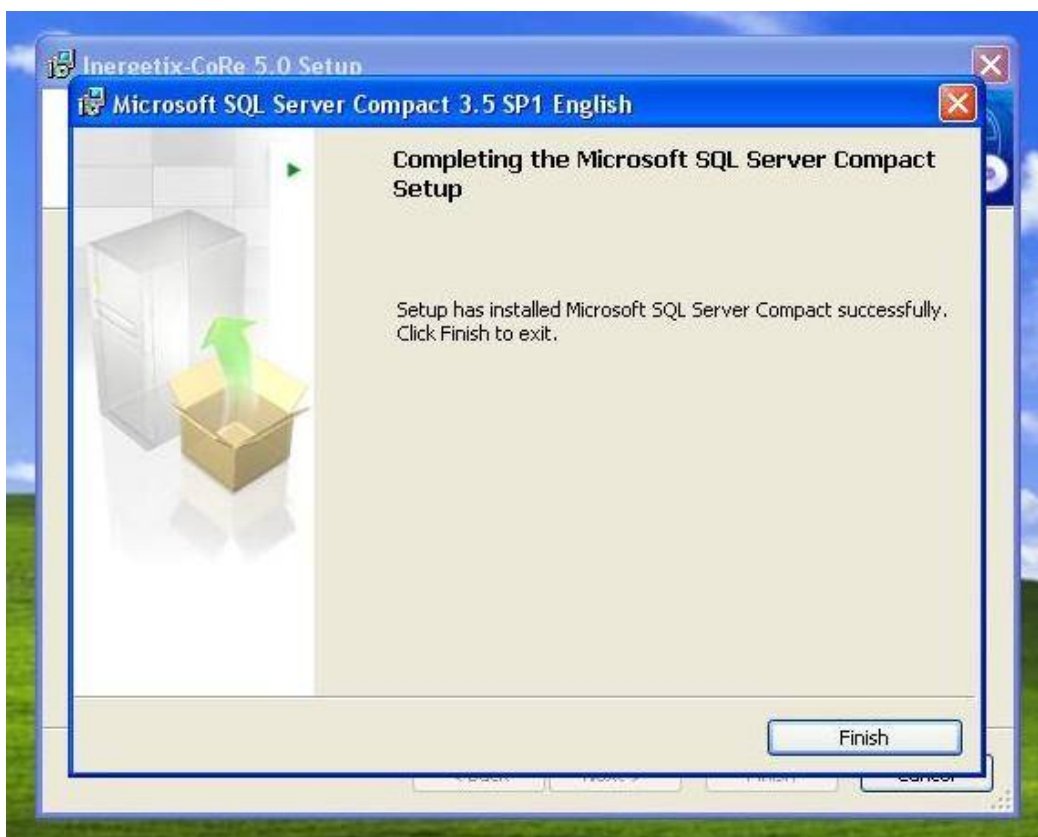 Inergetix-CoRe 5.0 Setup
Microsoft SQL Server Compact 3.5 SP1 English
Completing the Microsoft SQL Server Compact
Setup
Setup has installed Microsoft SQL Server Compact successfully.
Click Finish to exit.
Finish
Cancel